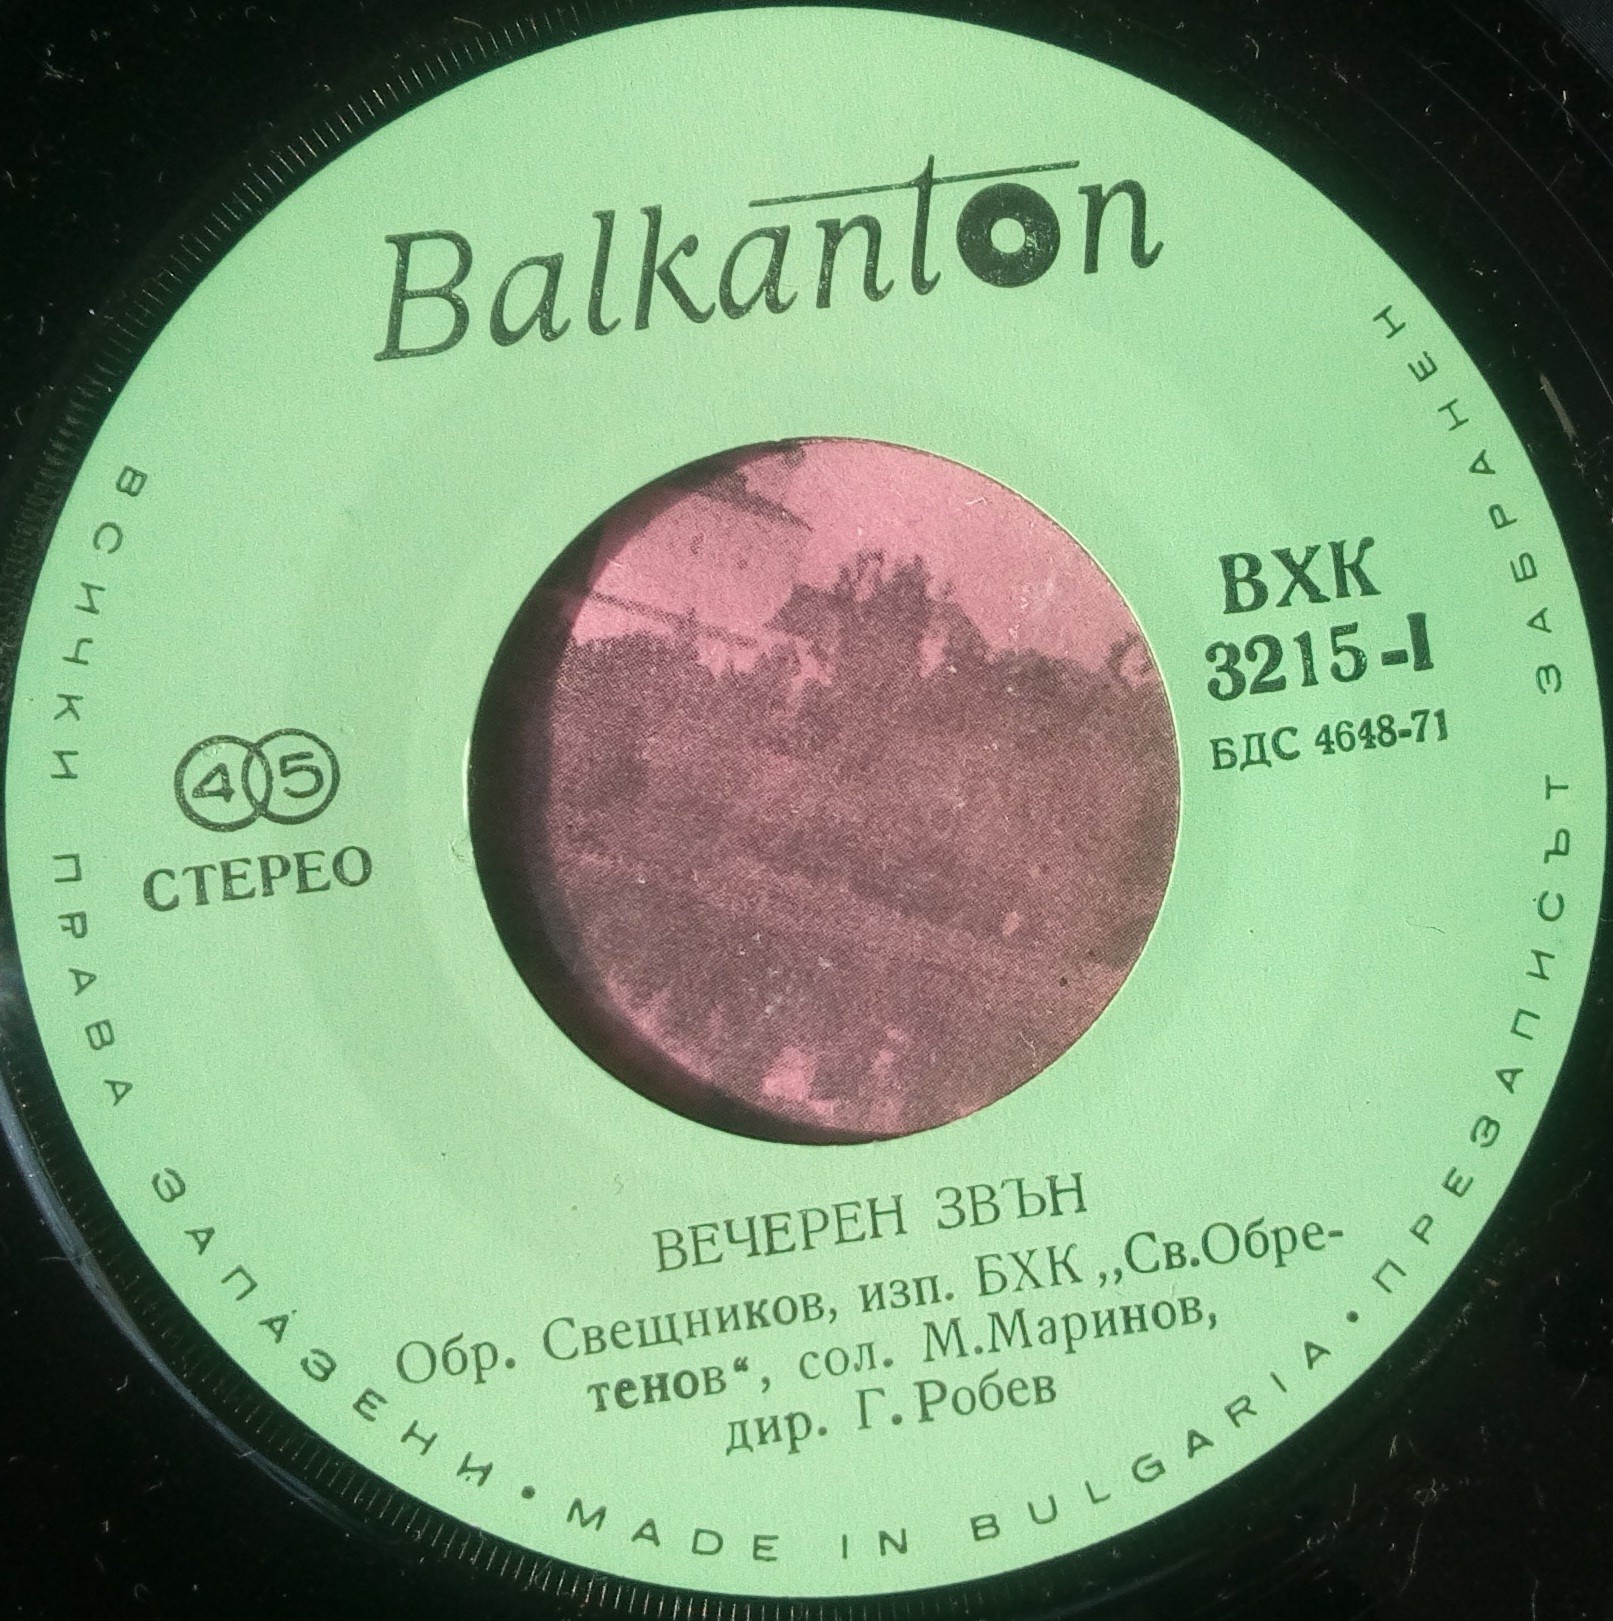 Balkanton
ВХК
3215-I
БДС 4648-71
45
СТЕРЕО
ВЕЧЕРЕН ЗВЪН
Обр. Свещников, изп. БХК ,,Св.Обре-
тенов“, сол. М.Маринов,
дир. Г. Робев
ВСИЧКИ ПРАВА ЗАПАЗЕНИ • MADE IN BULGARIA • ПРЕЗАПИСЪТ ЗАБРАНЕН